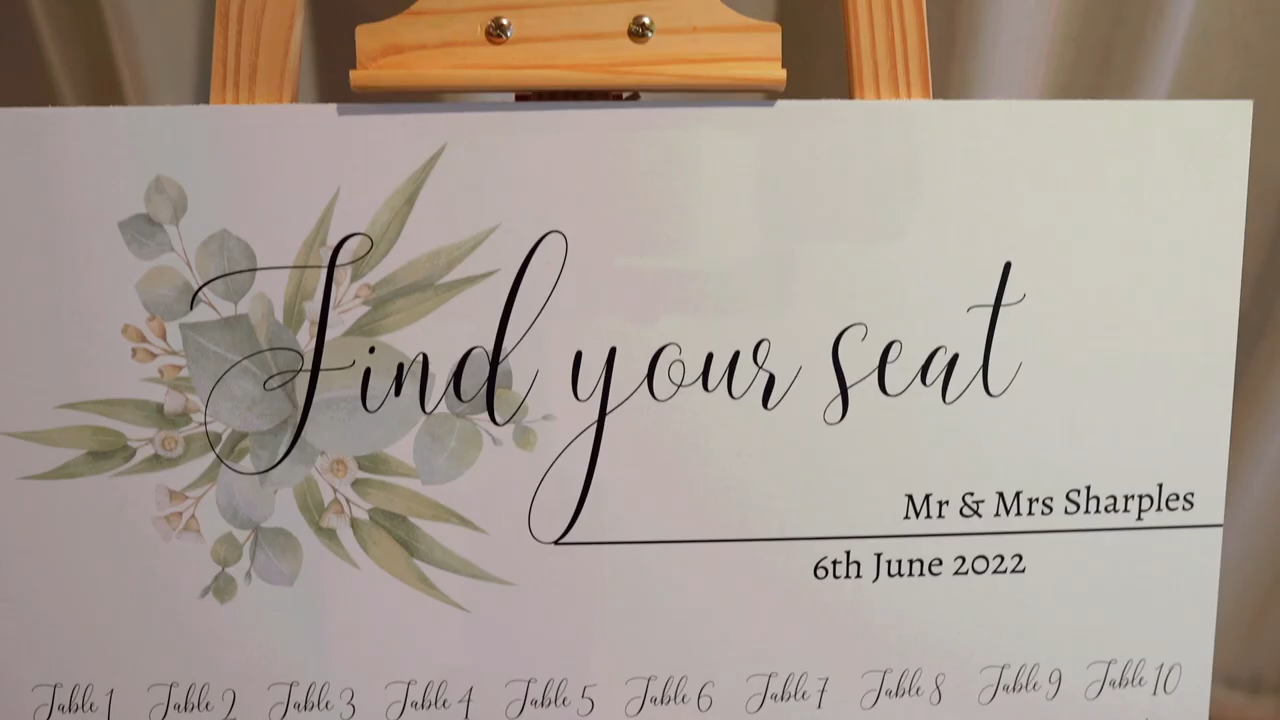 Find your seat
Mr & Mrs Sharples
6th June 2022
Table 1 Table 2 Table 3 Table 4 Table 5 Table 6 Table 7 Table 8 Table 9 Table 10